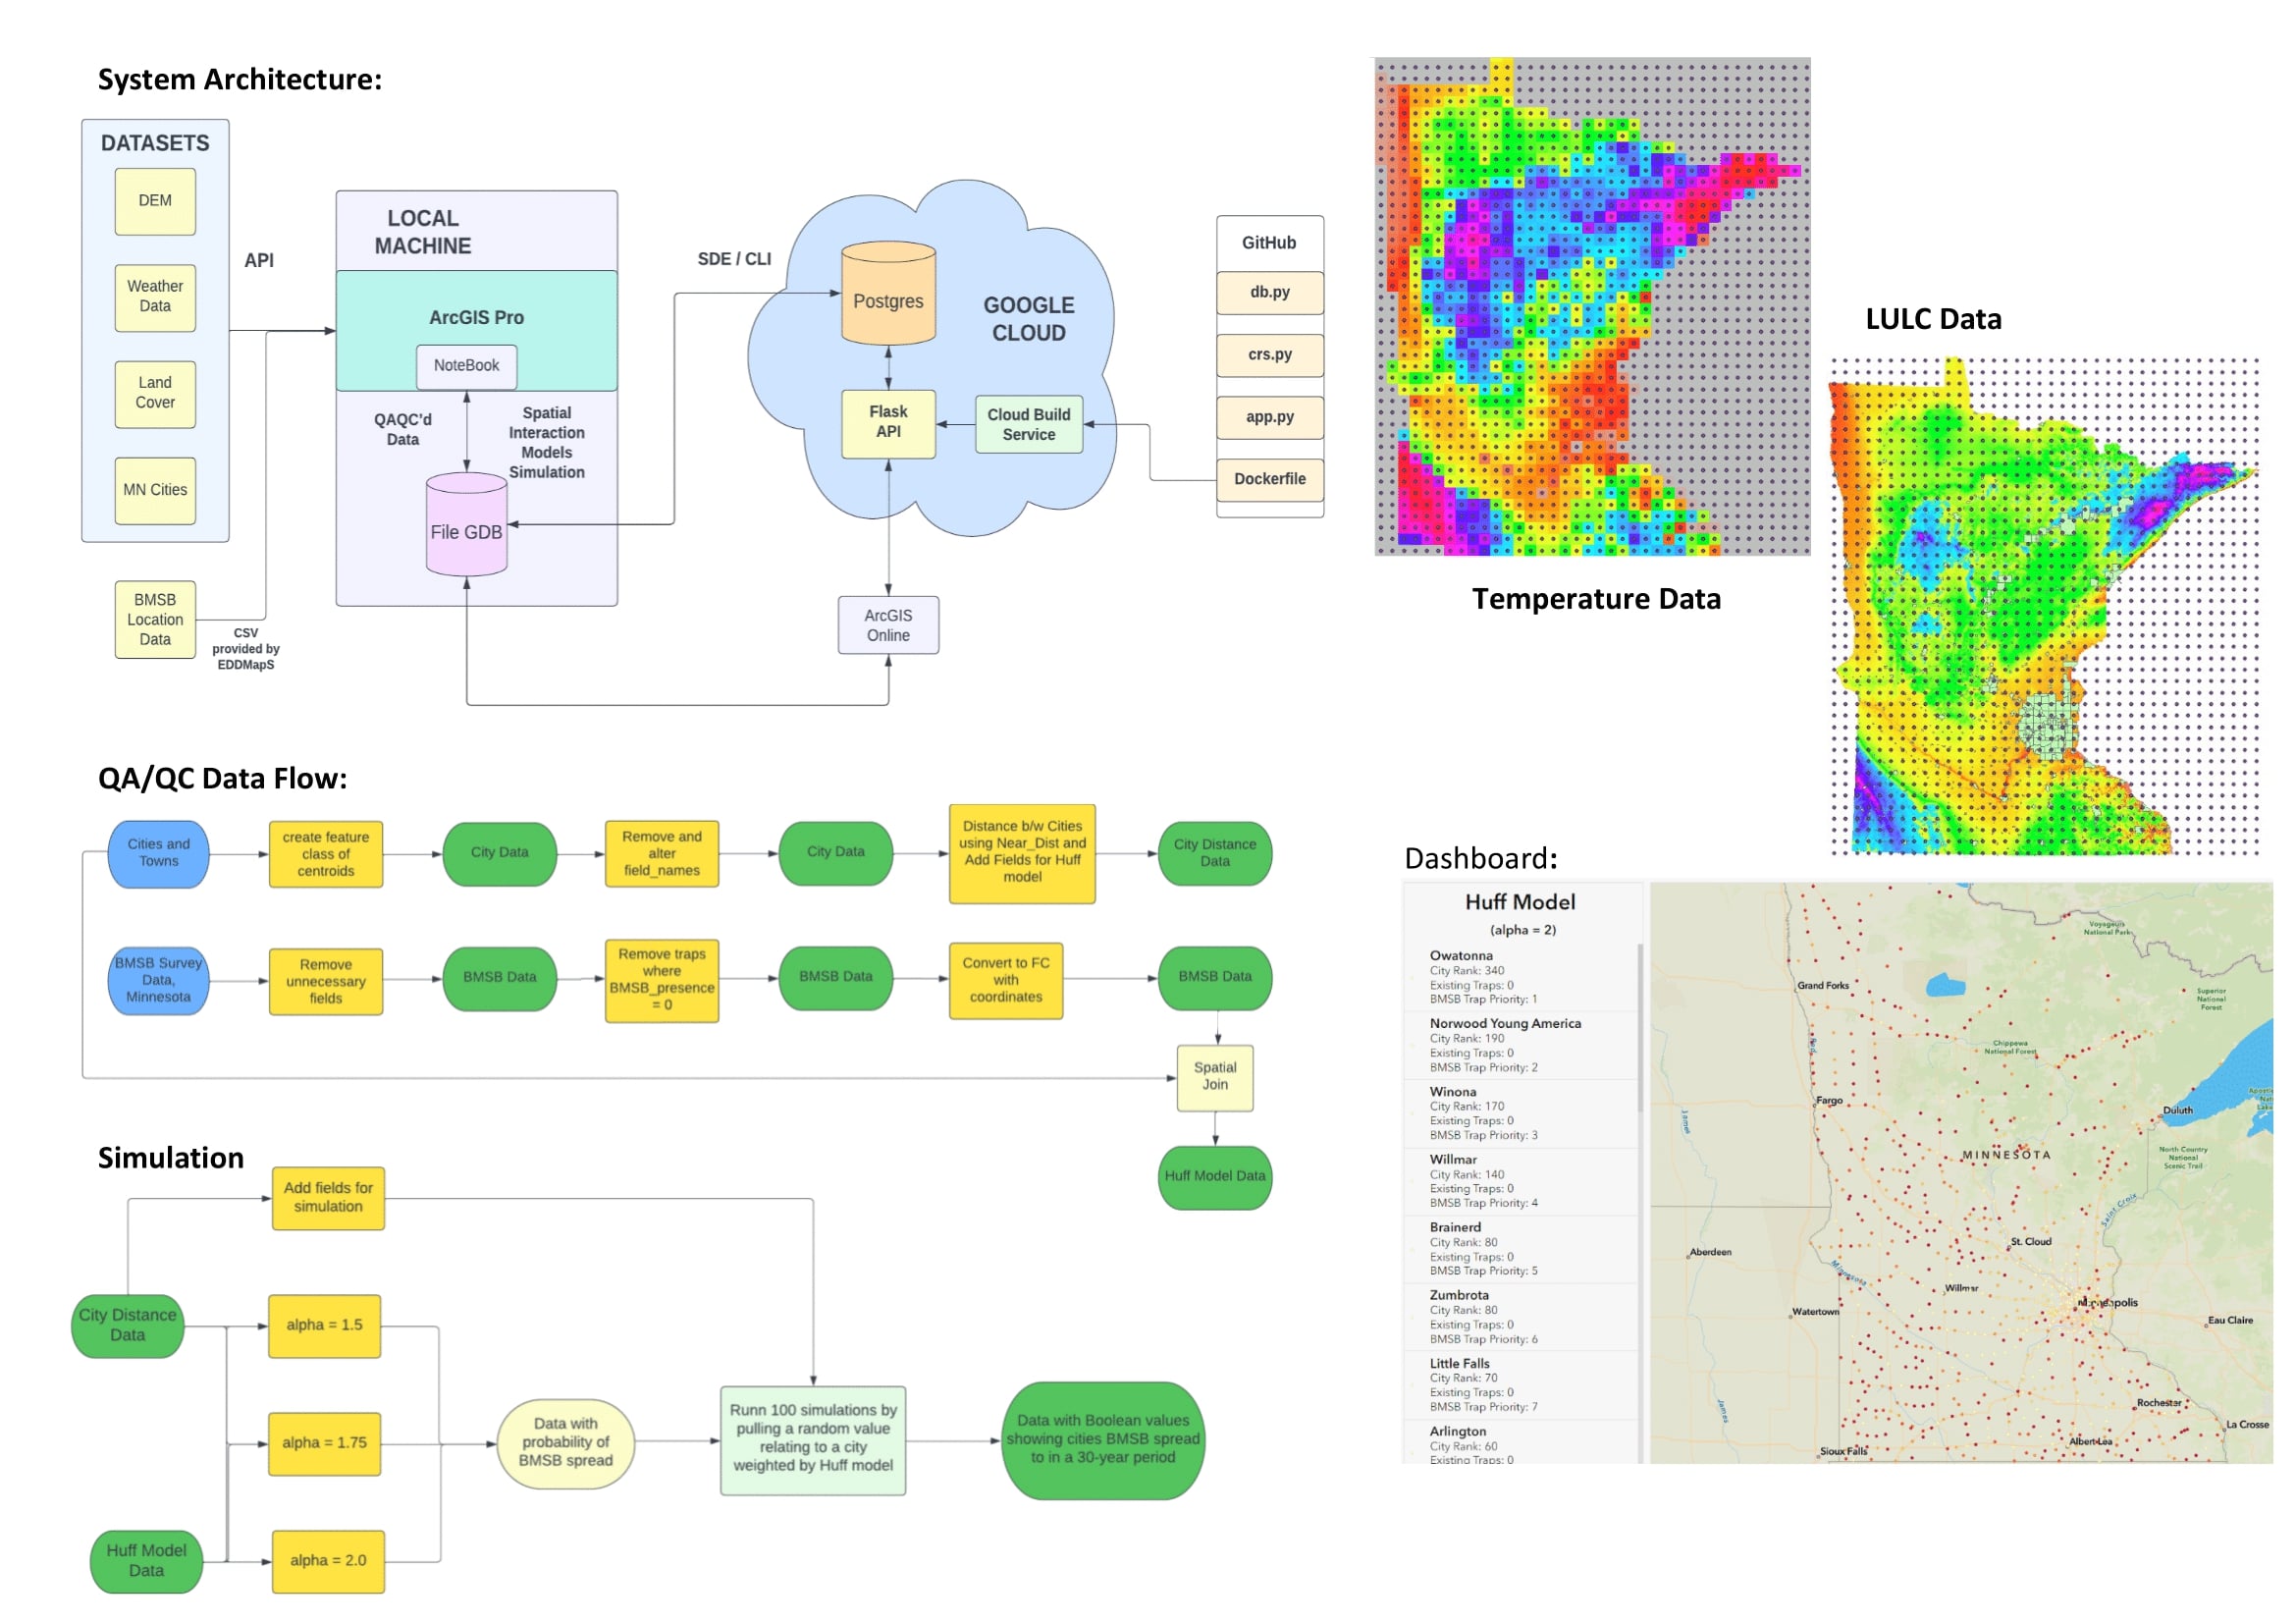 System Architecture:
DATASETS
DEM
Weather
Data
Land
Cover
MN Cities
BMSB
Location
Data
API
CSV
provided by
EDDMapS
LOCAL
MACHINE
ArcGIS Pro
NoteBook
QAQC'd
Data
Spatial
Interaction
Models
Simulation
File GDB
SDE / CLI
Postgres
GOOGLE
CLOUD
Flask
API
Cloud Build
Service
ArcGIS
Online
GitHub
db.py
crs.py
app.py
Dockerfile
Temperature Data
LULC Data
QA/QC Data Flow:
Cities and
Towns
create feature
class of
centroids
City Data
Remove and
alter
field_names
City Data
Distance b/w Cities
using Near_Dist and
Add Fields for Huff
model
City Distance
Data
BMSB Survey
Data,
Minnesota
Remove
unnecessary
fields
BMSB Data
Remove traps
where
BMSB_presence
= 0
BMSB Data
Convert to FC
with
coordinates
BMSB Data
Spatial
Join
Huff Model Data
Simulation
Add fields for
simulation
City Distance
Data
alpha = 1.5
alpha = 1.75
Huff Model
Data
alpha = 2.0
Data with
probability of
BMSB spread
Runn 100 simulations by
pulling a random value
relating to a city
weighted by Huff model
Data with Boolean values
showing cities BMSB spread
to in a 30-year period
Dashboard:
Huff Model
(alpha = 2)
Owatonna
City Rank: 340
Existing Traps: 0
BMSB Trap Priority: 1
Norwood Young America
City Rank: 190
Existing Traps: 0
BMSB Trap Priority: 2
Winona
City Rank: 170
Existing Traps: 0
BMSB Trap Priority: 3
Willmar
City Rank: 140
Existing Traps: 0
BMSB Trap Priority: 4
Brainerd
City Rank: 80
Existing Traps: 0
BMSB Trap Priority: 5
Zumbrota
City Rank: 80
Existing Traps: 0
BMSB Trap Priority: 6
Little Falls
City Rank: 70
Existing Traps: 0
BMSB Trap Priority: 7
Arlington
City Rank: 60
Existing Traps: 0
Voyageurs
National Park
Grand Forks
Superior
National
Forest
Red
Chippewa
National Forest
Fargo
Duluth
James
MINNESOTA
North Country
National
Scenic Trail
Saint Croix
St. Cloud
Aberdeen
Minnesota
Willmar
Minneapolis
Watertown
Eau Claire
James
Rochester
La Crosse
Albert Lea
Sioux Falls